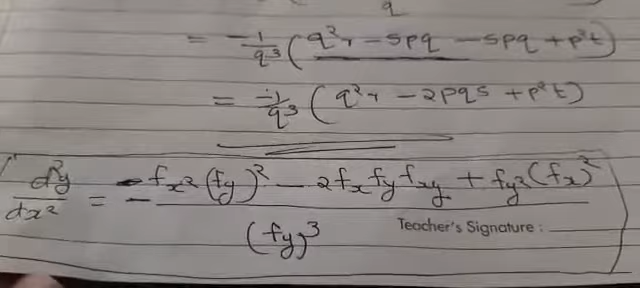 q
= -1/q³ (q²r - spq - spq + p²t)
= -1/q³ (q²r - 2pqs + p²t)
d²y/dx² = - fx²(fy)² - 2fxfyfxy + fy²(fx)² / (fy)³
Teacher's Signature :